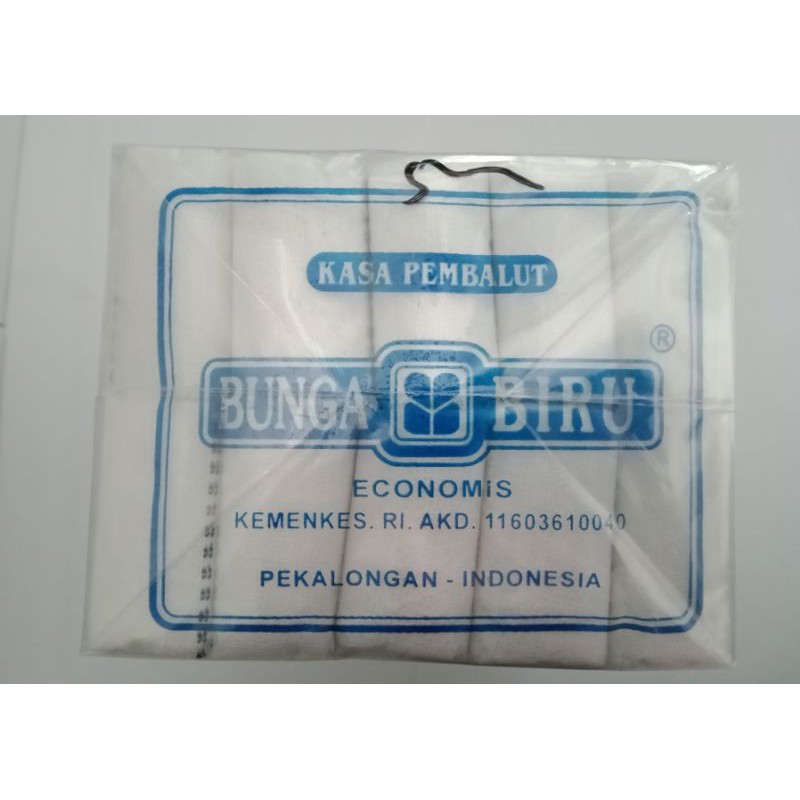 KASA PEMBALUT
®
BUNGA BIRU
ECONOMiS
KEMENKES. RI. AKD. 11603610040
PEKALONGAN - INDONESIA